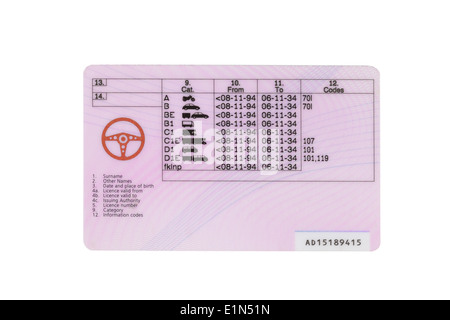 13. 9. 10. 11. 12.
Cat. From To Codes
14.
A <08-11-94 06-11-34 70I
B <08-11-94 06-11-34 70I
BE <08-11-94 06-11-34
B1 <08-11-94 06-11-34
C1 <08-11-94 06-11-34
C1E <08-11-94 06-11-34 107
D1 <08-11-94 06-11-34 101
D1E <08-11-94 06-11-34 101,119
fklnp <08-11-94 06-11-34
1. Surname
2. Other Names
3. Date and place of birth
4a. Licence valid from
4b. Licence valid to
4c. Issuing Authority
5. Licence number
9. Category
12. Information codes
AD15189415
alamy
E1N51N
www.alamy.com